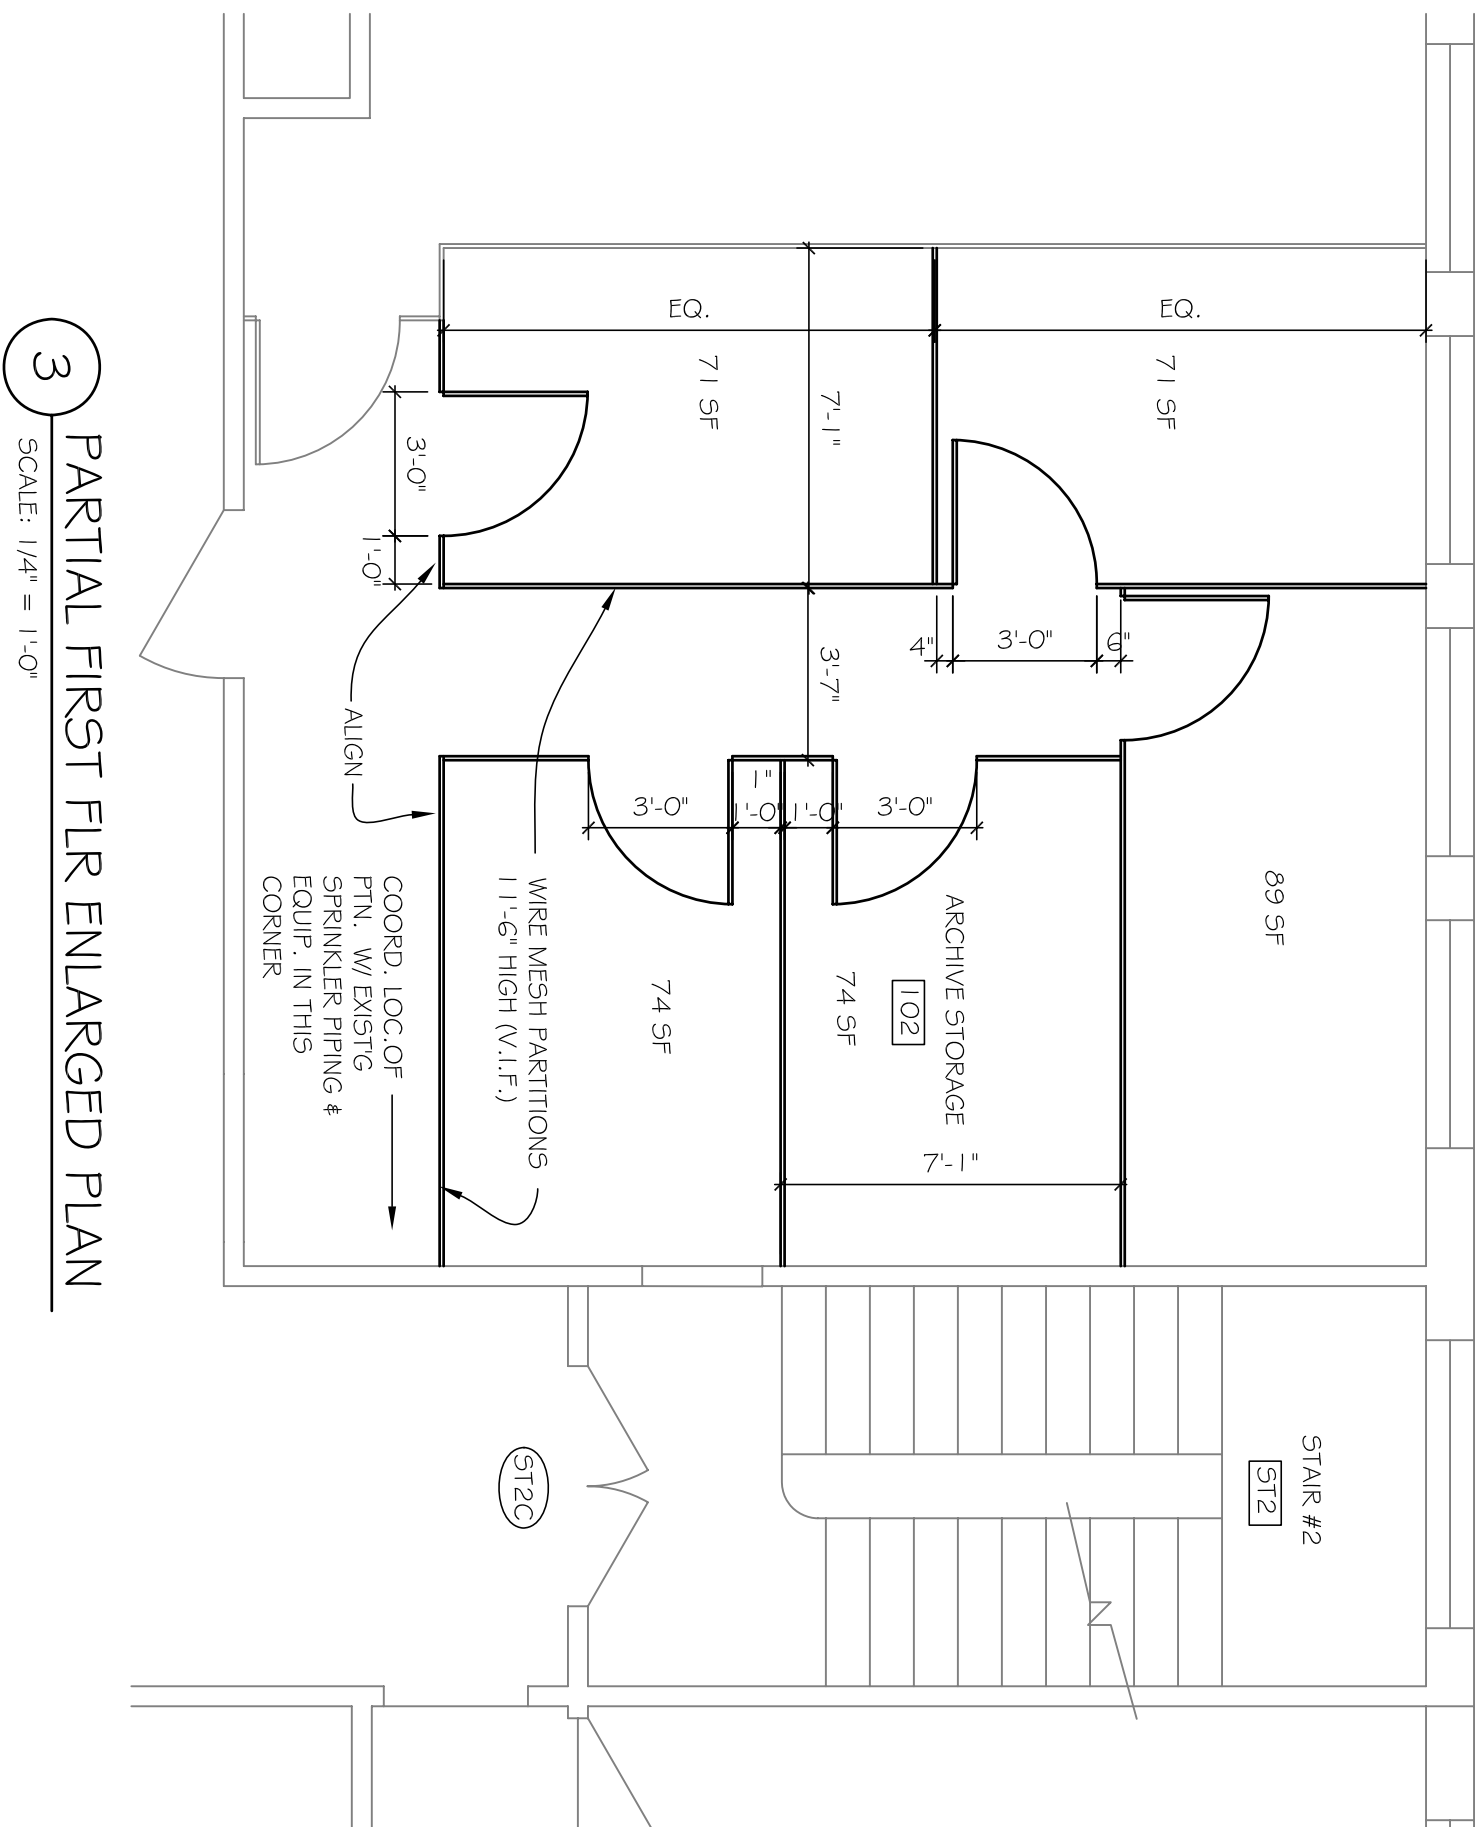 EQ.
EQ.
71 SF
71 SF
7'-1"
3'-0"
1'-0"
4"
3'-0"
6"
3'-7"
ALIGN
3'-0"
1"
1'-0"
1'-0"
3'-0"
89 SF
ARCHIVE STORAGE
102
74 SF
74 SF
7'-1"
WIRE MESH PARTITIONS
11'-6" HIGH (V.I.F.)
COORD. LOC.OF
PTN. W/ EXIST'G
SPRINKLER PIPING &
EQUIP. IN THIS
CORNER
STAIR #2
ST2
ST2C
3
PARTIAL FIRST FLR ENLARGED PLAN
SCALE: 1/4" = 1'-0"